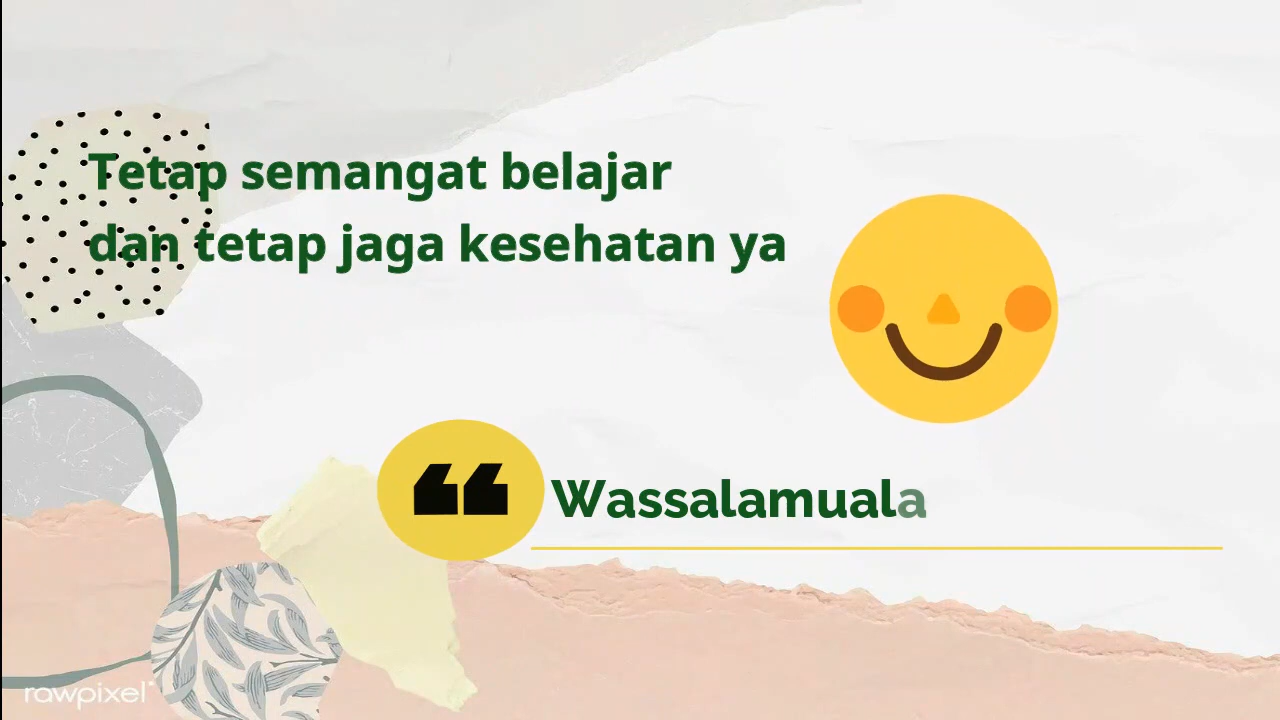 Tetap semangat belajar
dan tetap jaga kesehatan ya
❝ Wassalamuala
rawpixel